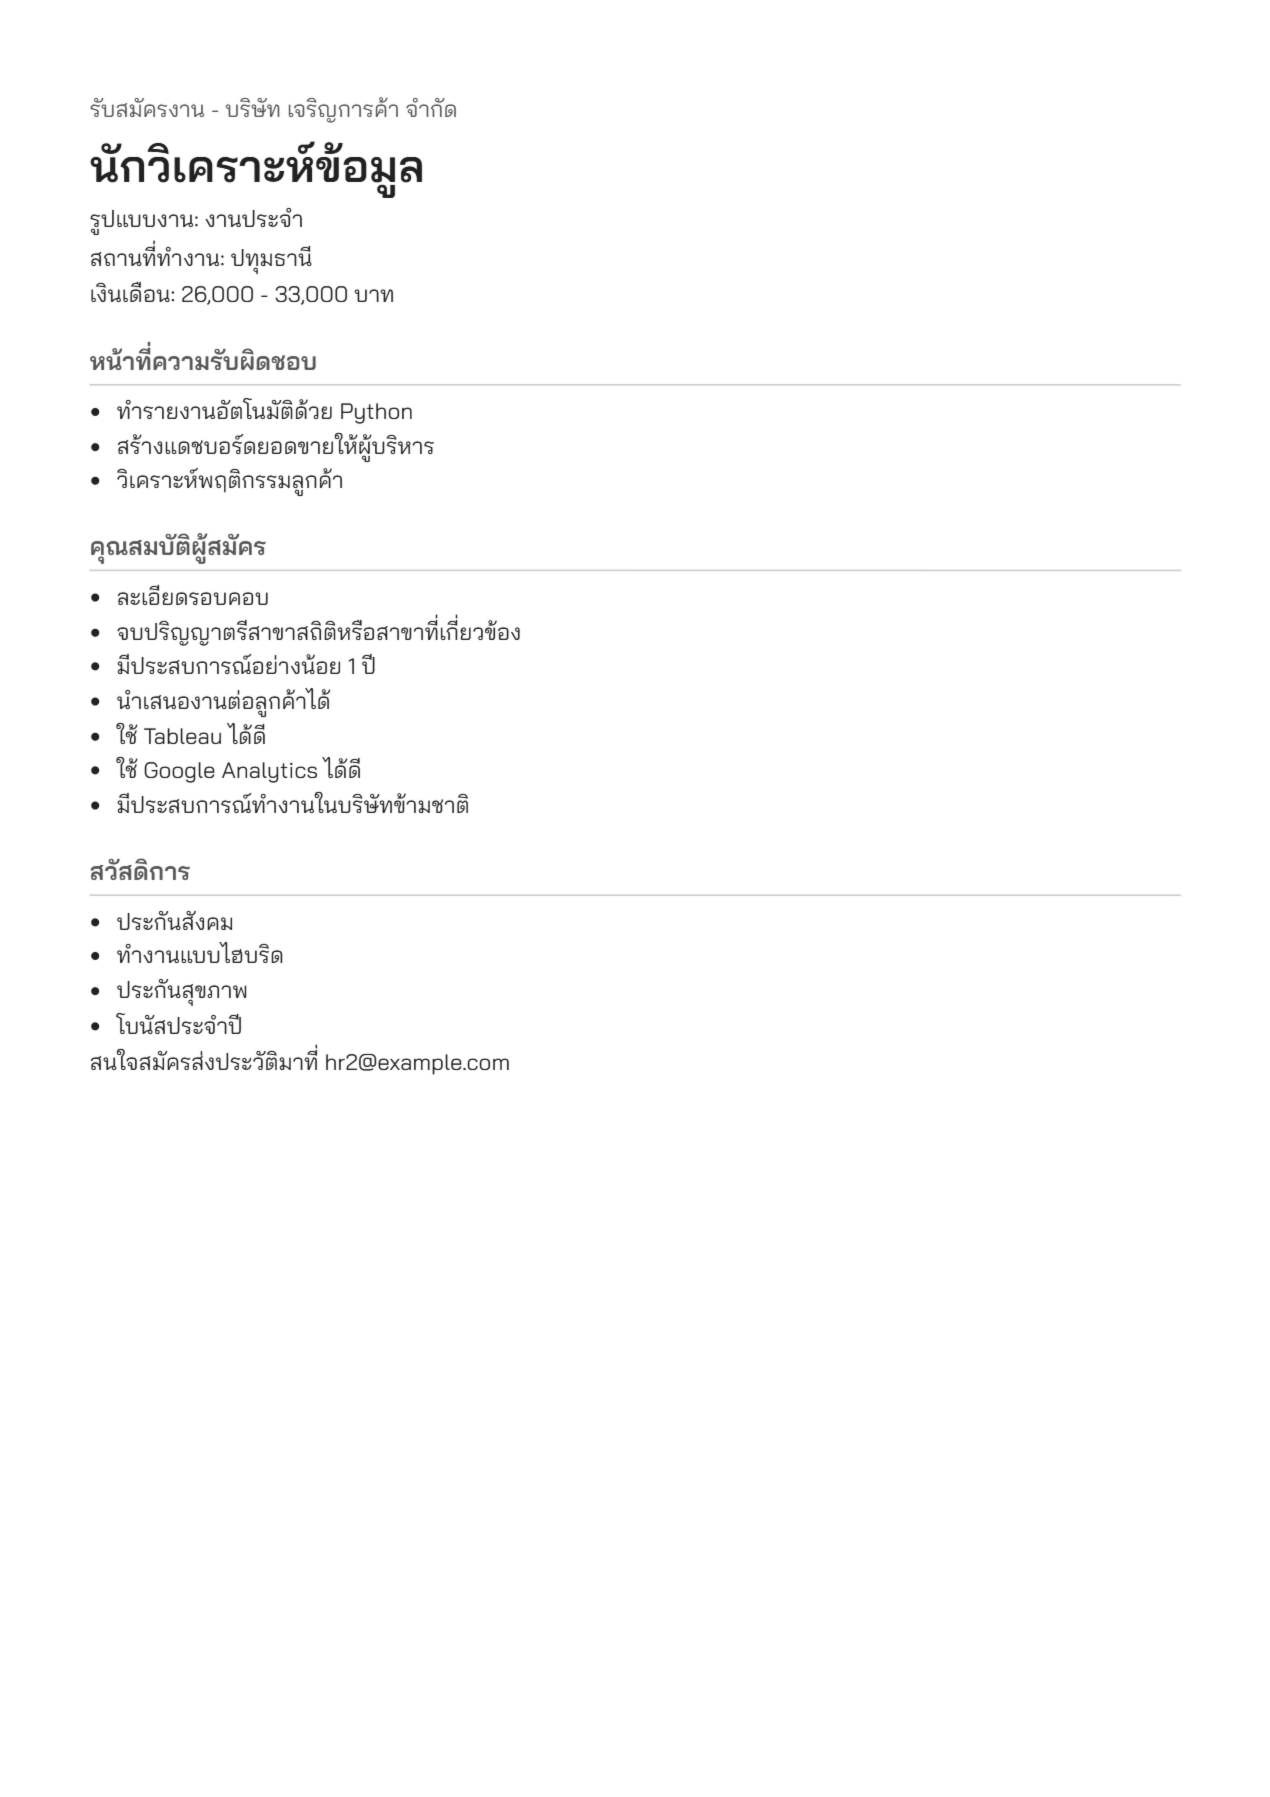 รับสมัครงาน - บริษัท เจริญการค้า จำกัด
นักวิเคราะห์ข้อมูล
รูปแบบงาน: งานประจำ
สถานที่ทำงาน: ปทุมธานี
เงินเดือน: 26,000 - 33,000 บาท
หน้าที่ความรับผิดชอบ
• ทำรายงานอัตโนมัติด้วย Python
• สร้างแดชบอร์ดยอดขายให้ผู้บริหาร
• วิเคราะห์พฤติกรรมลูกค้า
คุณสมบัติผู้สมัคร
• ละเอียดรอบคอบ
• จบปริญญาตรีสาขาสถิติหรือสาขาที่เกี่ยวข้อง
• มีประสบการณ์อย่างน้อย 1 ปี
• นำเสนองานต่อลูกค้าได้
• ใช้ Tableau ได้ดี
• ใช้ Google Analytics ได้ดี
• มีประสบการณ์ทำงานในบริษัทข้ามชาติ
สวัสดิการ
• ประกันสังคม
• ทำงานแบบไฮบริด
• ประกันสุขภาพ
• โบนัสประจำปี
สนใจสมัครส่งประวัติมาที่ hr2@example.com